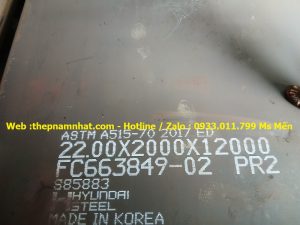 Web :thepnamnhat.com - Hotline / Zalo : 0933.011.799 Ms Mến
ASTM A515-70 2017 ED
22.00X2000X12000
FC663849-02 PR2
885883
HYUNDAI
STEEL
MADE IN KOREA